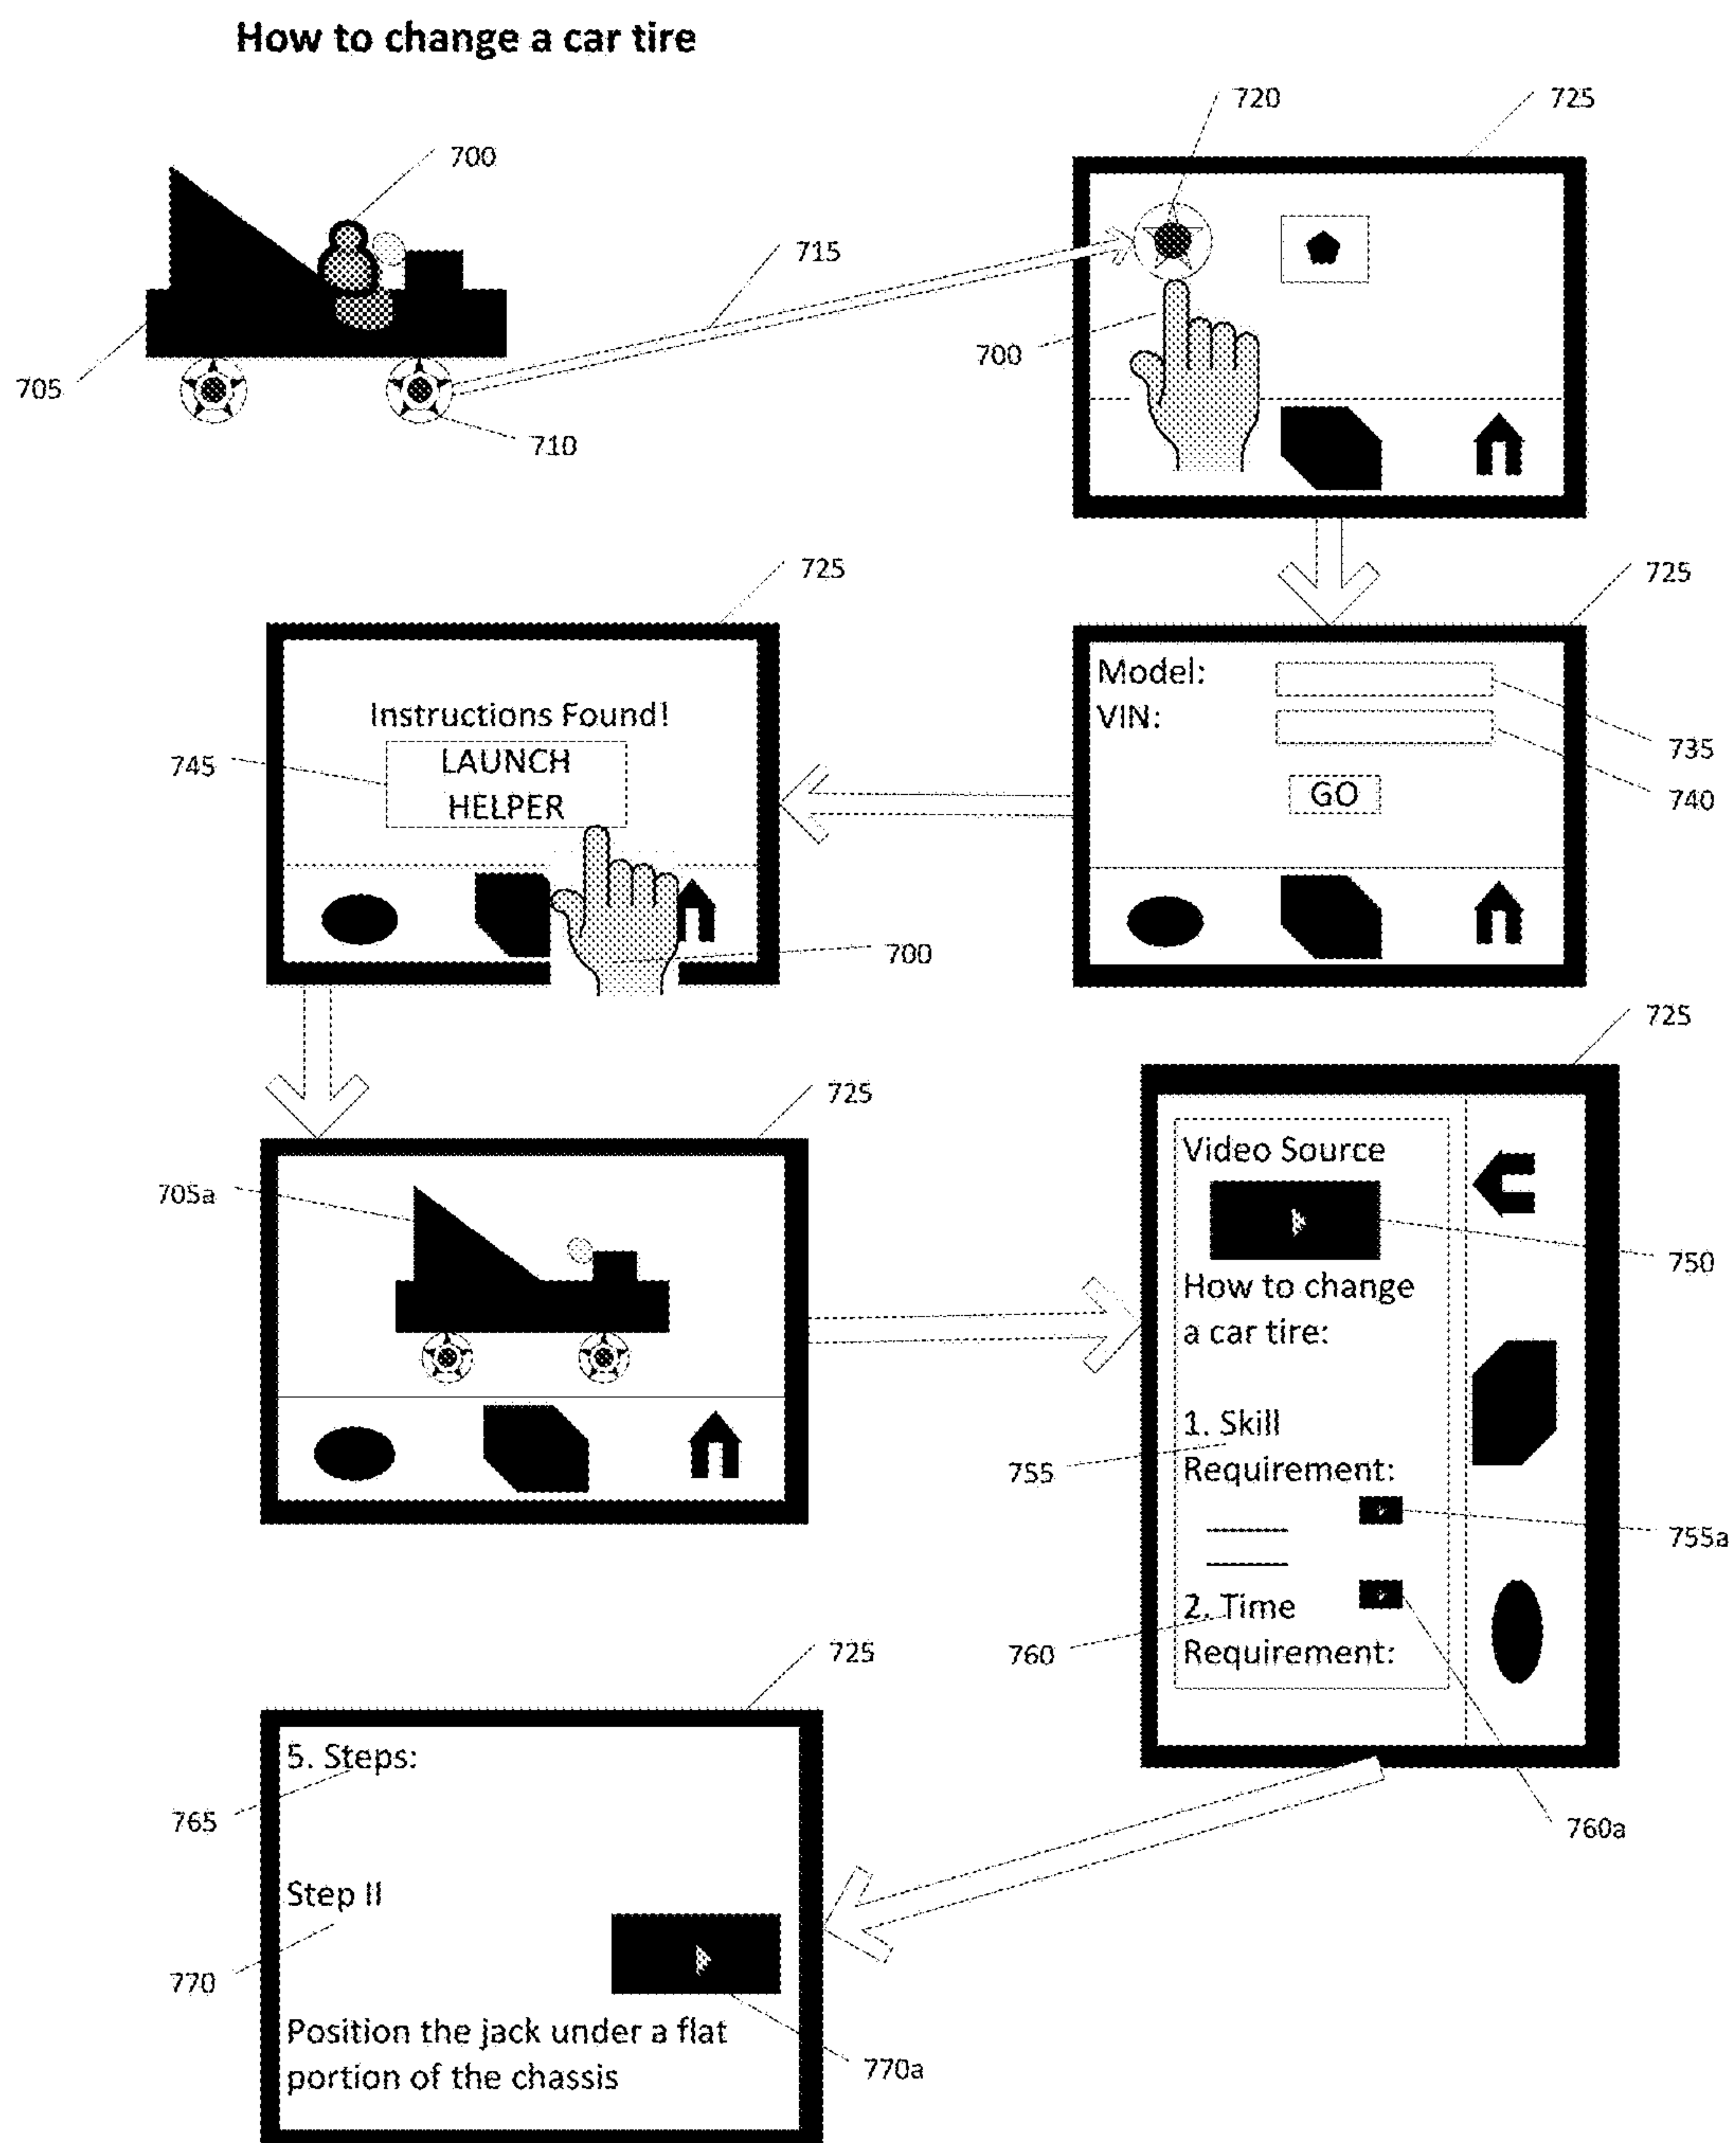 How to change a car tire
720
725
700
715
700
705
710
725
725
Model:
VIN:
Instructions Found!
735
745
LAUNCH
HELPER
GO
740
700
725
725
Video Source
705a
750
How to change
a car tire:
1. Skill
755
Requirement:
755a
2. Time
760
Requirement:
725
5. Steps:
765
760a
Step II
770
Position the jack under a flat
770a
portion of the chassis